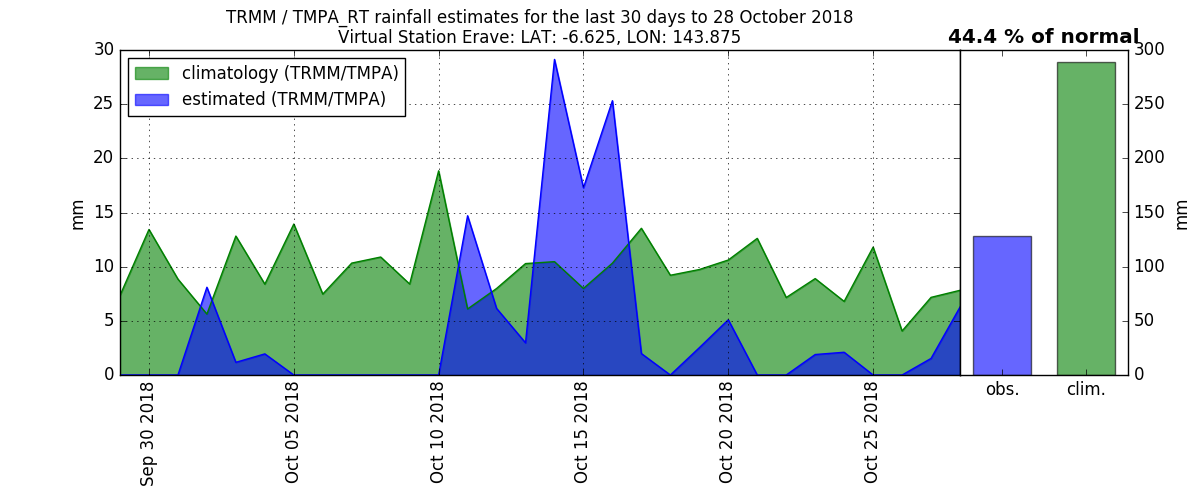 TRMM / TMPA_RT rainfall estimates for the last 30 days to 28 October 2018
Virtual Station Erave: LAT: -6.625, LON: 143.875
44.4 % of normal
climatology (TRMM/TMPA)
estimated (TRMM/TMPA)
30
25
20
15
10
5
0
mm
Sep 30 2018
Oct 05 2018
Oct 10 2018
Oct 15 2018
Oct 20 2018
Oct 25 2018
obs.
clim.
300
250
200
150
100
50
0
mm